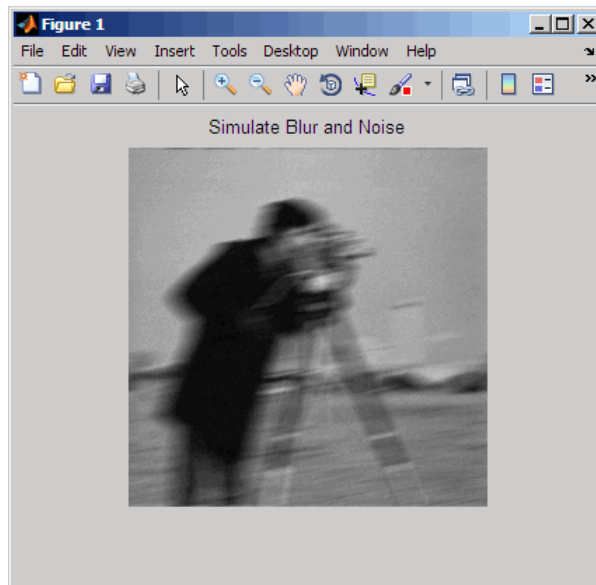 Figure 1
File Edit View Insert Tools Desktop Window Help
Simulate Blur and Noise